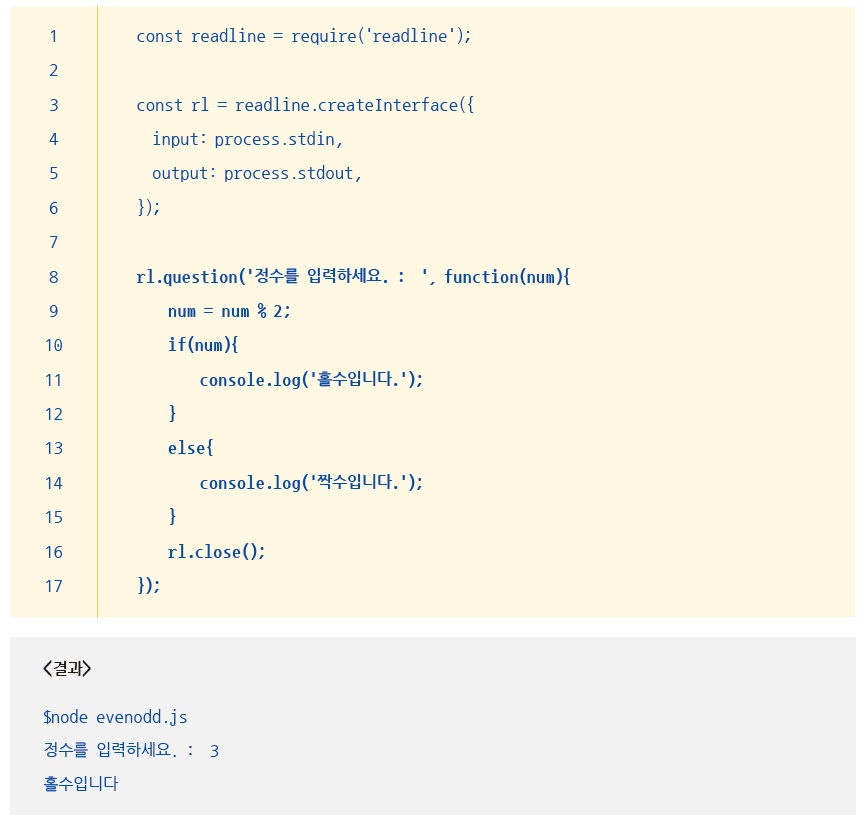 1 const readline = require('readline');
2
3 const rl = readline.createInterface({
4 input: process.stdin,
5 output: process.stdout,
6 });
7
8 rl.question('정수를 입력하세요. :  ', function(num){
9 num = num % 2;
10 if(num){
11 console.log('홀수입니다.');
12 }
13 else{
14 console.log('짝수입니다.');
15 }
16 rl.close();
17 });
<결과>
$node evenodd.js
정수를 입력하세요. :  3
홀수입니다